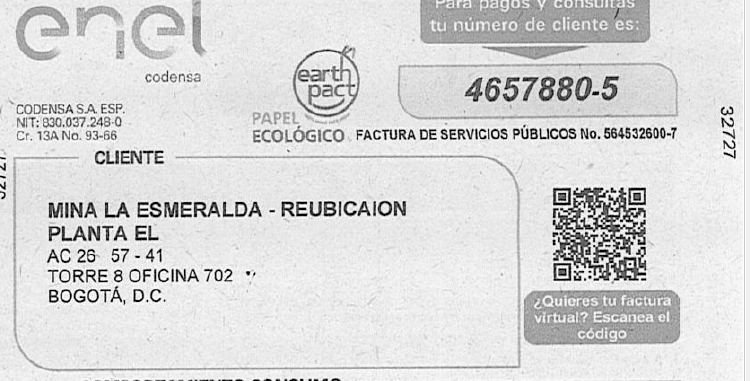 enel
codensa
Para pagos y consultas
tu número de cliente es:
4657880-5
earth
pact
PAPEL
ECOLÓGICO
FACTURA DE SERVICIOS PÚBLICOS No. 564532600-7
CODENSA S.A. ESP.
NIT: 830.037.248-0
Cr. 13A No. 93-66
32727
CLIENTE
MINA LA ESMERALDA - REUBICAION
PLANTA EL
AC 26 57 - 41
TORRE 8 OFICINA 702
BOGOTÁ, D.C.
¿Quieres tu factura
virtual? Escanea el
código